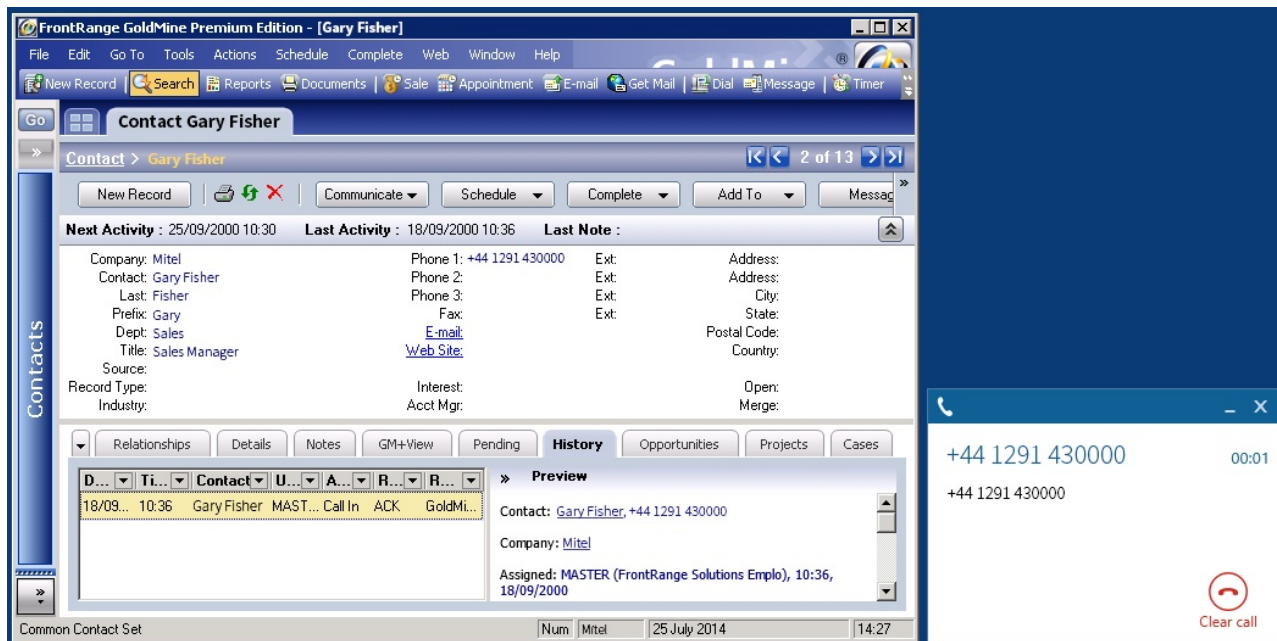 FrontRange GoldMine Premium Edition - [Gary Fisher]
File Edit Go To Tools Actions Schedule Complete Web Window Help
New Record Search Reports Documents Sale Appointment E-mail Get Mail Dial Message Timer
Go Contact Gary Fisher
Contact > Gary Fisher 2 of 13
New Record Communicate Schedule Complete Add To Messag
Next Activity : 25/09/2000 10:30 Last Activity : 18/09/2000 10:36 Last Note :
Company: Mitel Phone 1: +44 1291 430000 Ext: Address:
Contact: Gary Fisher Phone 2: Ext: Address:
Last: Fisher Phone 3: Ext: City:
Prefix: Gary Fax: Ext: State:
Dept: Sales E-mail: Postal Code:
Title: Sales Manager Web Site: Country:
Source:
Record Type: Interest: Open:
Industry: Acct Mgr: Merge:
Contacts
Relationships Details Notes GM+View Pending History Opportunities Projects Cases
D... Ti... Contact U... A... R... R...
18/09... 10:36 Gary Fisher MAST... Call In ACK GoldMi...
» Preview
Contact: Gary Fisher, +44 1291 430000
Company: Mitel
Assigned: MASTER (FrontRange Solutions Emplo), 10:36,
18/09/2000
Common Contact Set Num Mitel 25 July 2014 14:27
+44 1291 430000 00:01
+44 1291 430000
Clear call